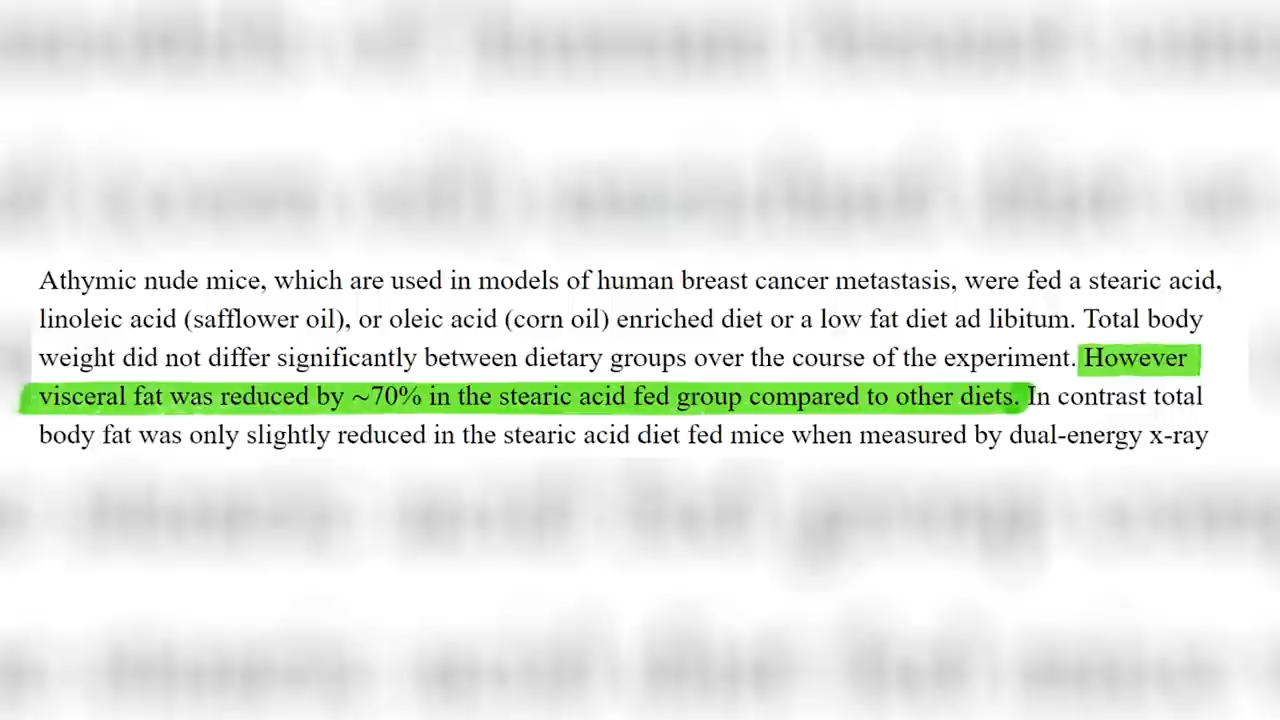 Athymic nude mice, which are used in models of human breast cancer metastasis, were fed a stearic acid,
linoleic acid (safflower oil), or oleic acid (corn oil) enriched diet or a low fat diet ad libitum. Total body
weight did not differ significantly between dietary groups over the course of the experiment. However
visceral fat was reduced by ~70% in the stearic acid fed group compared to other diets. In contrast total
body fat was only slightly reduced in the stearic acid diet fed mice when measured by dual-energy x-ray